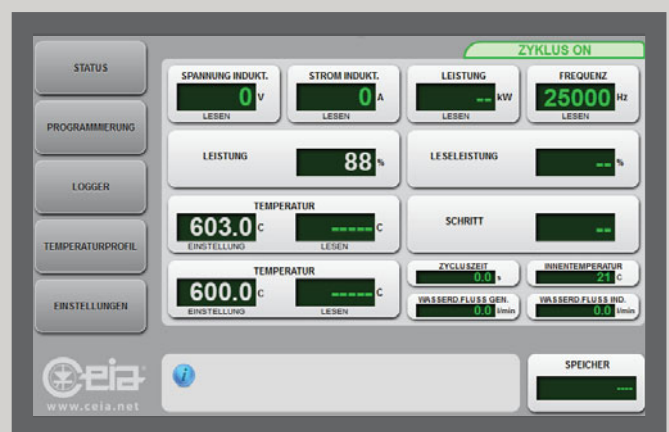 ZYKLUS ON
STATUS
PROGRAMMIERUNG
LOGGER
TEMPERATURPROFIL
EINSTELLUNGEN
SPANNUNG INDUKT.
0 V
LESEN
STROM INDUKT.
0 A
LESEN
LEISTUNG
-- kW
LESEN
FREQUENZ
25000 Hz
LESEN
LEISTUNG
88 %
LESELEISTUNG
-- %
TEMPERATUR
603.0 C ----- C
EINSTELLUNG LESEN
SCHRITT
--
TEMPERATUR
600.0 C ----- C
EINSTELLUNG LESEN
ZYCLUSZEIT
0.0 s
INNENTEMPERATUR
21 C
WASSERD.FLUSS GEN.
0.0 l/min
WASSERD.FLUSS IND.
0.0 l/min
Ceia
www.ceia.net
i
SPEICHER
----